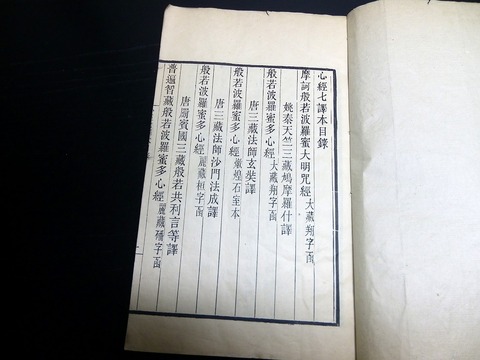 心經七譯本目錄
摩訶般若波羅蜜大明咒經大藏翔字函
姚秦天竺三藏鳩摩羅什譯
般若波羅蜜多心經大藏翔字函
唐三藏法師玄奘譯
般若波羅蜜多心經燉煌石室本
唐三藏法師沙門法成譯
般若波羅蜜多心經麗藏桓字函
唐罽賓國三藏般若共利言等譯
普遍智藏般若波羅蜜多心經麗藏字函